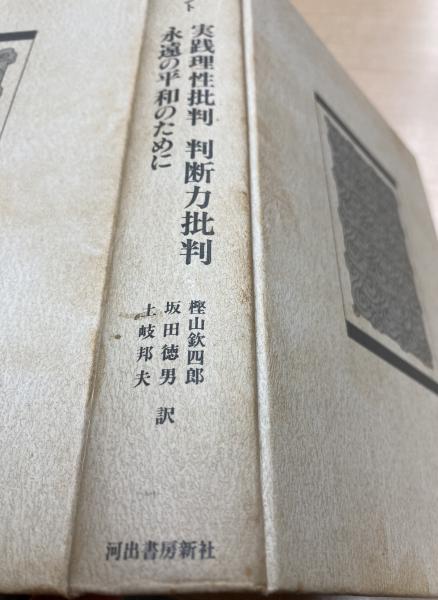 ント
実践理性批判 判断力批判
永遠の平和のために
樫山欽四郎
坂田徳男
土岐邦夫
訳
河出書房新社